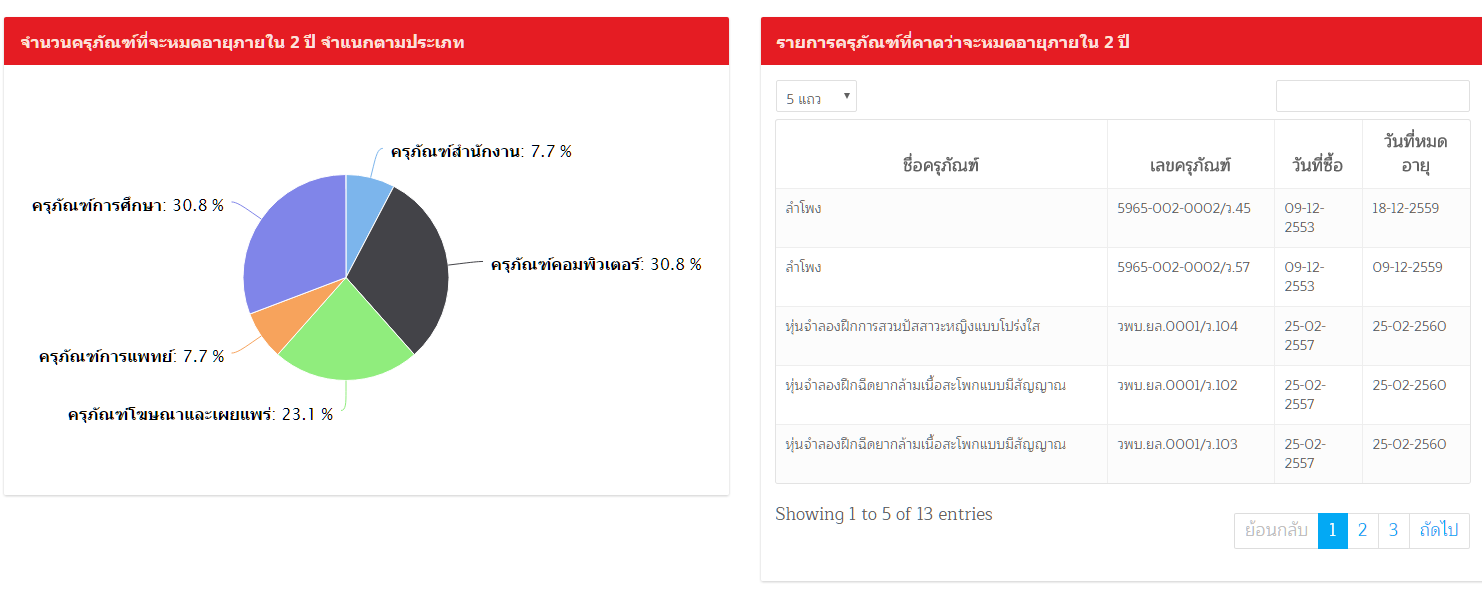 จำนวนครุภัณฑ์ที่จะหมดอายุภายใน 2 ปี จำแนกตามประเภท
ครุภัณฑ์สำนักงาน: 7.7 %
ครุภัณฑ์การศึกษา: 30.8 %
ครุภัณฑ์คอมพิวเตอร์: 30.8 %
ครุภัณฑ์การแพทย์: 7.7 %
ครุภัณฑ์โฆษณาและเผยแพร่: 23.1 %
รายการครุภัณฑ์ที่คาดว่าจะหมดอายุภายใน 2 ปี
5 แถว
ชื่อครุภัณฑ์ เลขครุภัณฑ์ วันที่ซื้อ วันที่หมด
อายุ
ลำโพง 5965-002-0002/ว.45 09-12- 18-12-2559
2553
ลำโพง 5965-002-0002/ว.57 09-12- 09-12-2559
2553
หุ่นจำลองฝึกการสวนปัสสาวะหญิงแบบโปร่งใส วพบ.ยล.0001/ว.104 25-02- 25-02-2560
2557
หุ่นจำลองฝึกฉีดยากล้ามเนื้อสะโพกแบบมีสัญญาณ วพบ.ยล.0001/ว.102 25-02- 25-02-2560
2557
หุ่นจำลองฝึกฉีดยากล้ามเนื้อสะโพกแบบมีสัญญาณ วพบ.ยล.0001/ว.103 25-02- 25-02-2560
2557
Showing 1 to 5 of 13 entries
ย้อนกลับ 1 2 3 ถัดไป